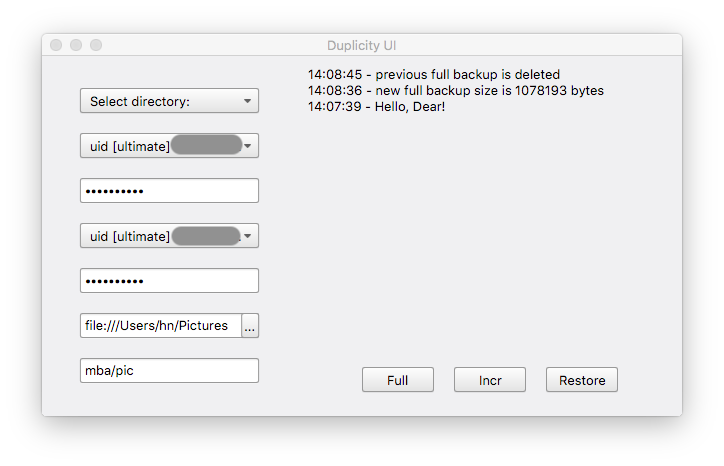 Duplicity UI
Select directory:
uid [ultimate]
••••••••••
uid [ultimate]
••••••••••
file:///Users/hn/Pictures ...
mba/pic
14:08:45 - previous full backup is deleted
14:08:36 - new full backup size is 1078193 bytes
14:07:39 - Hello, Dear!
Full Incr Restore